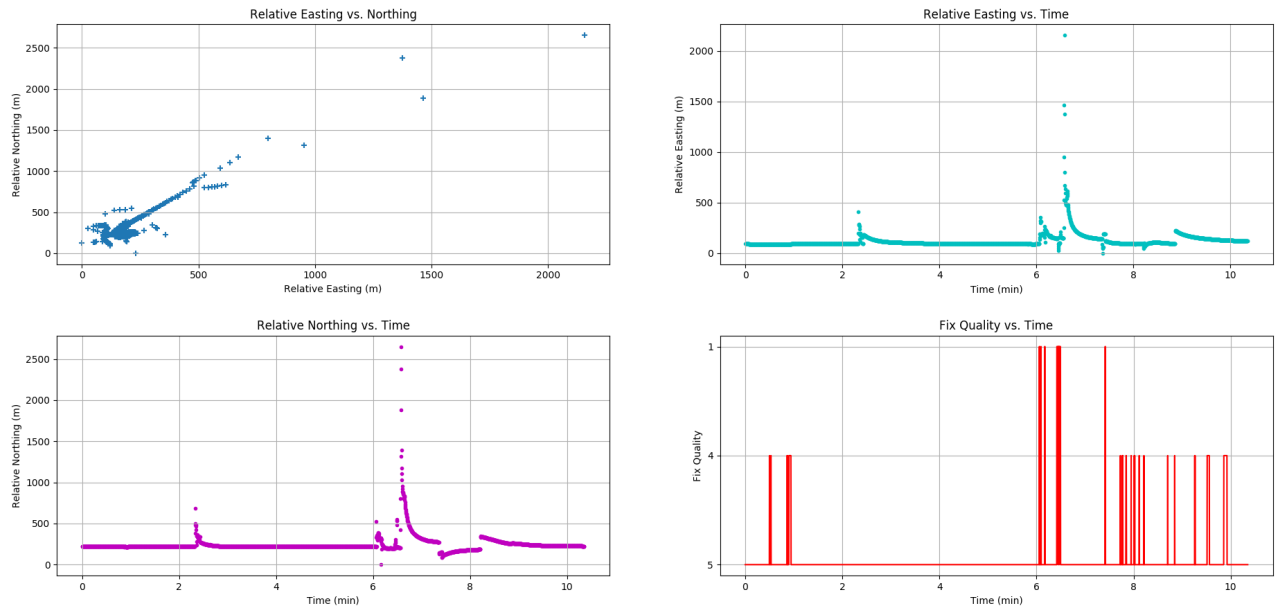 Relative Easting vs. Northing
2500
2000
1500
1000
500
0
Relative Northing (m)
0 500 1000 1500 2000
Relative Easting (m)
Relative Easting vs. Time
2000
1500
1000
500
0
Relative Easting (m)
0 2 4 6 8 10
Time (min)
Relative Northing vs. Time
2500
2000
1500
1000
500
0
Relative Northing (m)
0 2 4 6 8 10
Time (min)
Fix Quality vs. Time
1
4
5
Fix Quality
0 2 4 6 8 10
Time (min)